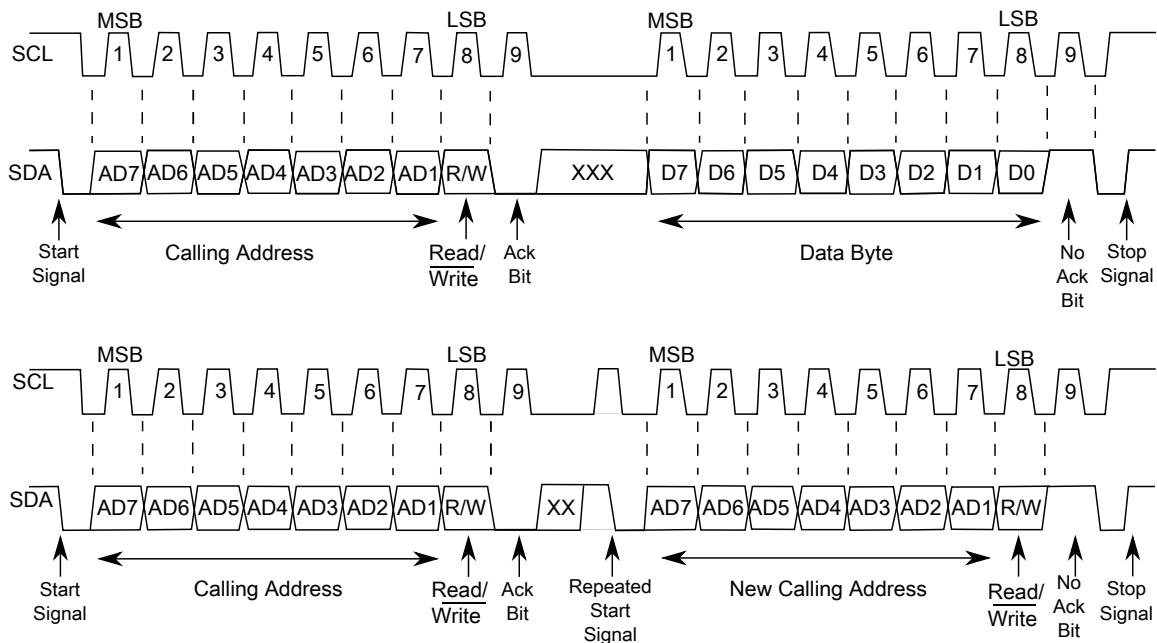 MSB LSB MSB LSB
SCL 1 2 3 4 5 6 7 8 9 1 2 3 4 5 6 7 8 9
SDA AD7 AD6 AD5 AD4 AD3 AD2 AD1 R/W XXX D7 D6 D5 D4 D3 D2 D1 D0
Start Signal
Calling Address
Read/ Write
Ack Bit
Data Byte
No Ack Bit
Stop Signal
MSB LSB MSB LSB
SCL 1 2 3 4 5 6 7 8 9 1 2 3 4 5 6 7 8 9
SDA AD7 AD6 AD5 AD4 AD3 AD2 AD1 R/W XX AD7 AD6 AD5 AD4 AD3 AD2 AD1 R/W
Start Signal
Calling Address
Read/ Write
Ack Bit
Repeated Start Signal
New Calling Address
Read/ Write
No Ack Bit
Stop Signal